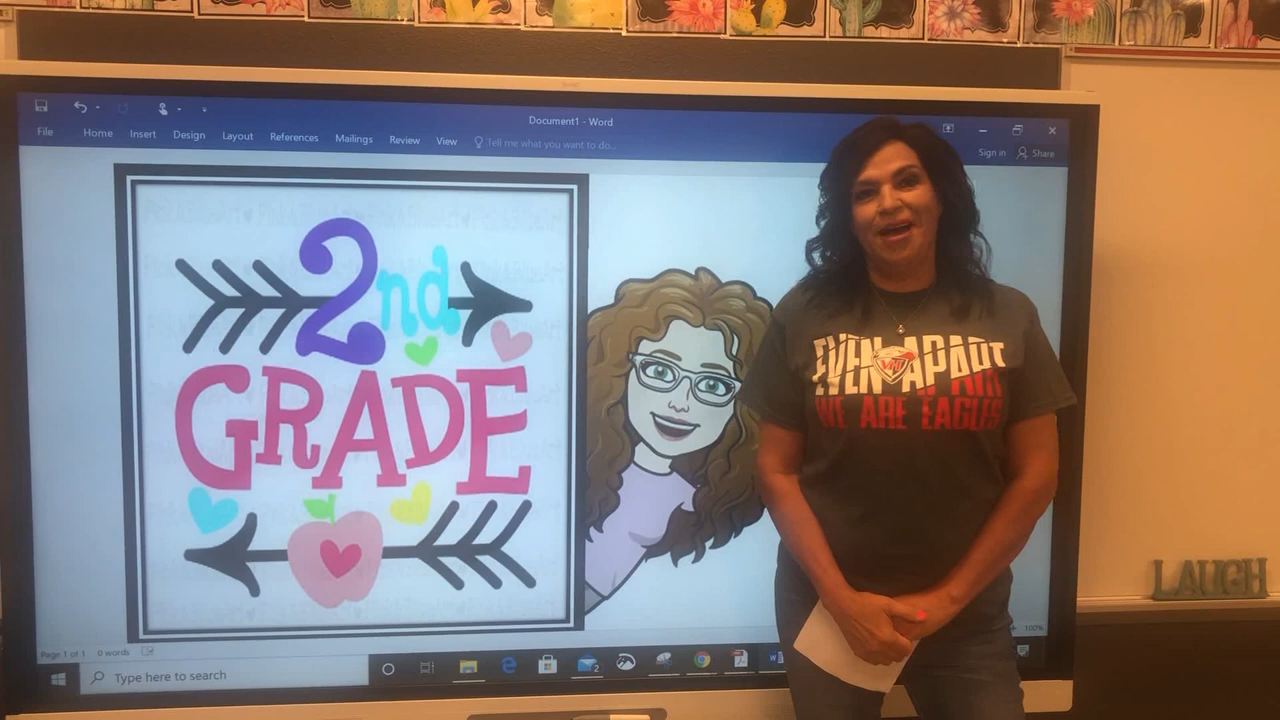 Document1 - Word
File Home Insert Design Layout References Mailings Review View Tell me what you want to do...
Sign in Share
2nd
GRADE
EVEN APART
WE ARE EAGLES
LAUGH
Page 1 of 1 0 words
100%
Type here to search